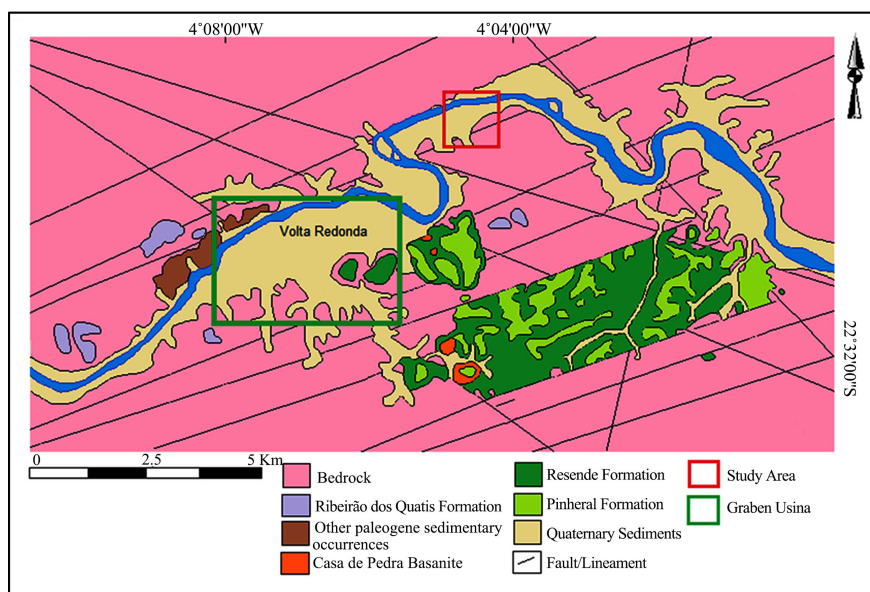 4°08'00"W
4°04'00"W
Volta Redonda
22°32'00"S
0
2.5
5 Km
Bedrock
Ribeirão dos Quatis Formation
Other paleogene sedimentary
occurrences
Casa de Pedra Basanite
Resende Formation
Pinheral Formation
Quaternary Sediments
Fault/Lineament
Study Area
Graben Usina